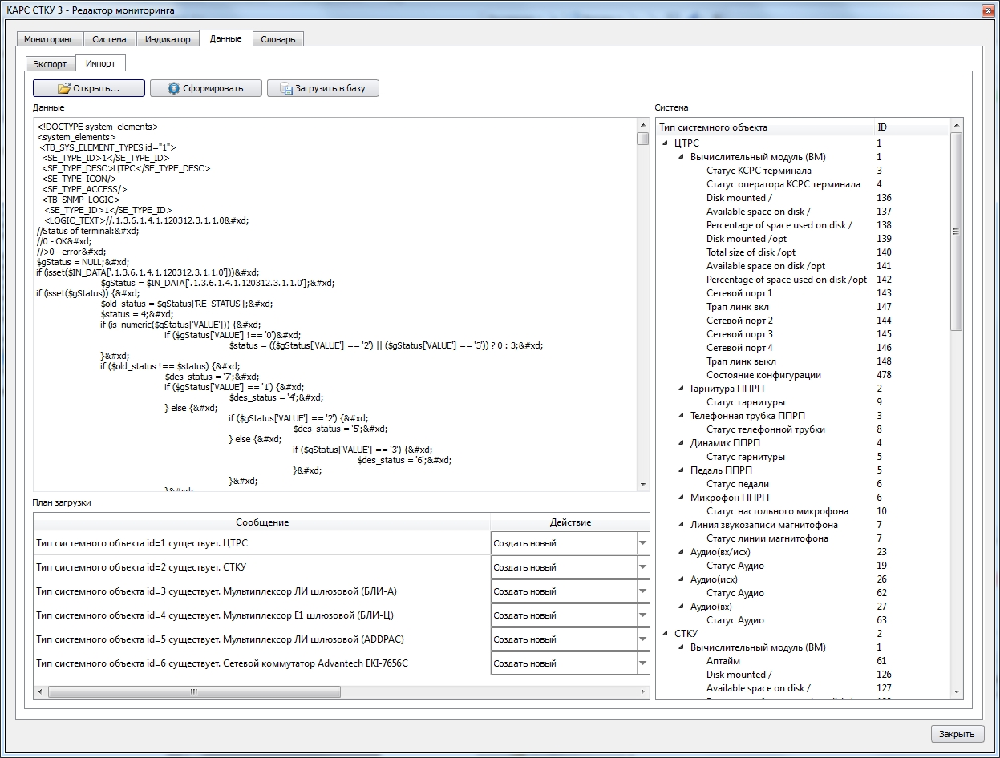 КАРС СТКУ 3 - Редактор мониторинга
Мониторинг Система Индикатор Данные Словарь
Экспорт Импорт
Открыть... Сформировать Загрузить в базу
Данные
<!DOCTYPE system_elements>
<system_elements>
<TB_SYS_ELEMENT_TYPES id="1">
<SE_TYPE_ID>1</SE_TYPE_ID>
<SE_TYPE_DESC>ЦТРС</SE_TYPE_DESC>
<SE_TYPE_ICON/>
<SE_TYPE_ACCESS/>
<TB_SNMP_LOGIC>
<SE_TYPE_ID>1</SE_TYPE_ID>
<LOGIC_TEXT>//.1.3.6.1.4.1.120312.3.1.1.0&#xd;
//Status of terminal:&#xd;
//0 - OK&#xd;
//>0 - error&#xd;
$gStatus = NULL;&#xd;
if (isset($IN_DATA['.1.3.6.1.4.1.120312.3.1.1.0']))&#xd;
$gStatus = $IN_DATA['.1.3.6.1.4.1.120312.3.1.1.0'];&#xd;
if (isset($gStatus)) {&#xd;
$old_status = $gStatus['RE_STATUS'];&#xd;
$status = 4;&#xd;
if (is_numeric($gStatus['VALUE'])) {&#xd;
if ($gStatus['VALUE'] !== '0')&#xd;
$status = (($gStatus['VALUE'] == '2') || ($gStatus['VALUE'] == '3')) ? 0 : 3;&#xd;
}&#xd;
if ($old_status !== $status) {&#xd;
$des_status = '7';&#xd;
if ($gStatus['VALUE'] == '1') {&#xd;
$des_status = '4';&#xd;
} else {&#xd;
if ($gStatus['VALUE'] == '2') {&#xd;
$des_status = '5';&#xd;
} else {&#xd;
if ($gStatus['VALUE'] == '3') {&#xd;
$des_status = '6';&#xd;
}&#xd;
}&#xd;
}&#xd;
План загрузки
Сообщение Действие
Тип системного объекта id=1 существует. ЦТРС Создать новый
Тип системного объекта id=2 существует. СТКУ Создать новый
Тип системного объекта id=3 существует. Мультиплексор ЛИ шлюзовой (БЛИ-А) Создать новый
Тип системного объекта id=4 существует. Мультиплексор Е1 шлюзовой (БЛИ-Ц) Создать новый
Тип системного объекта id=5 существует. Мультиплексор ЛИ шлюзовой (ADDPAC) Создать новый
Тип системного объекта id=6 существует. Сетевой коммутатор Advantech EKI-7656C Создать новый
Система
Тип системного объекта ID
ЦТРС 1
Вычислительный модуль (ВМ) 1
Статус КСРС терминала 3
Статус оператора КСРС терминала 4
Disk mounted / 136
Available space on disk / 137
Percentage of space used on disk / 138
Disk mounted /opt 139
Total size of disk /opt 140
Available space on disk /opt 141
Percentage of space used on disk /opt 142
Сетевой порт 1 143
Трап линк вкл 147
Сетевой порт 2 144
Сетевой порт 3 145
Сетевой порт 4 146
Трап линк выкл 148
Состояние конфигурации 478
Гарнитура ППРП 2
Статус гарнитуры 9
Телефонная трубка ППРП 3
Статус телефонной трубки 8
Динамик ППРП 4
Статус гарнитуры 5
Педаль ППРП 5
Статус педали 6
Микрофон ППРП 6
Статус настольного микрофона 10
Линия звукозаписи магнитофона 7
Статус линии магнитофона 7
Аудио(вх/исх) 23
Статус Аудио 19
Аудио(исх) 26
Статус Аудио 62
Аудио(вх) 27
Статус Аудио 63
СТКУ 2
Вычислительный модуль (ВМ) 1
Аптайм 61
Disk mounted / 126
Available space on disk / 127
Закрыть